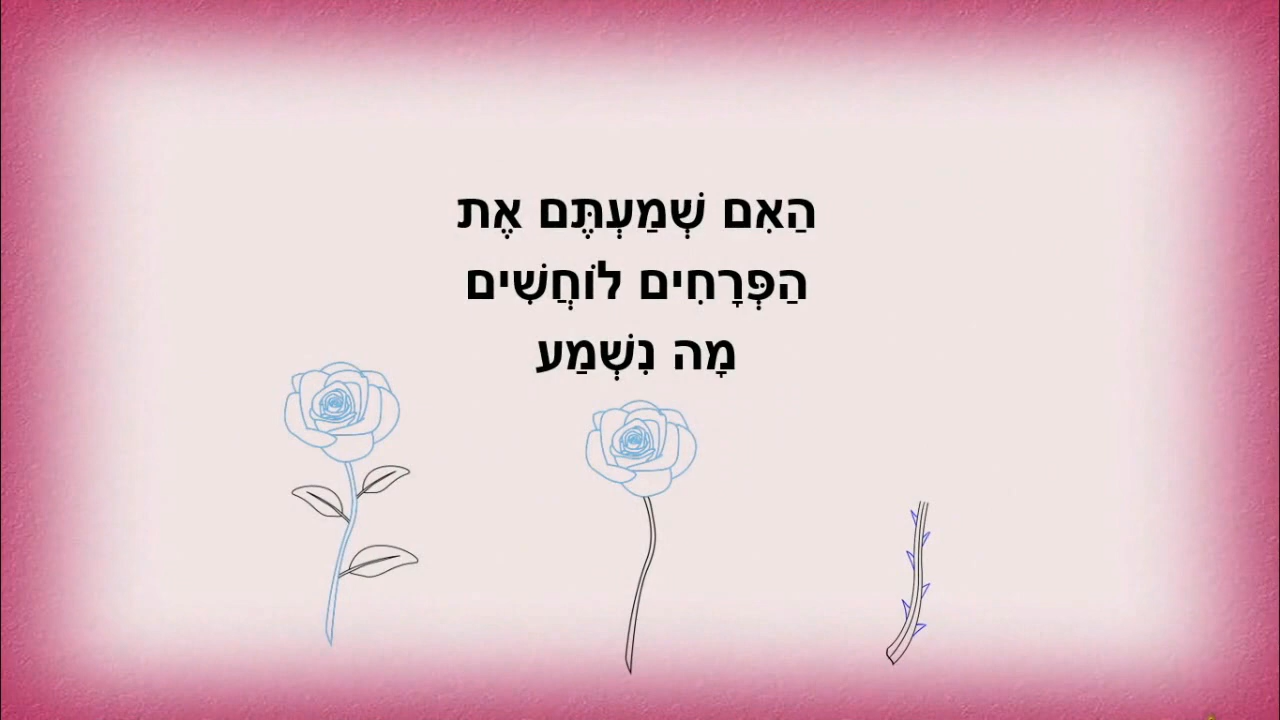 הַאִם שְׁמַעְתֶּם אֶת
הַפְּרָחִים לוֹחֲשִׁים
מָה נִשְׁמַע